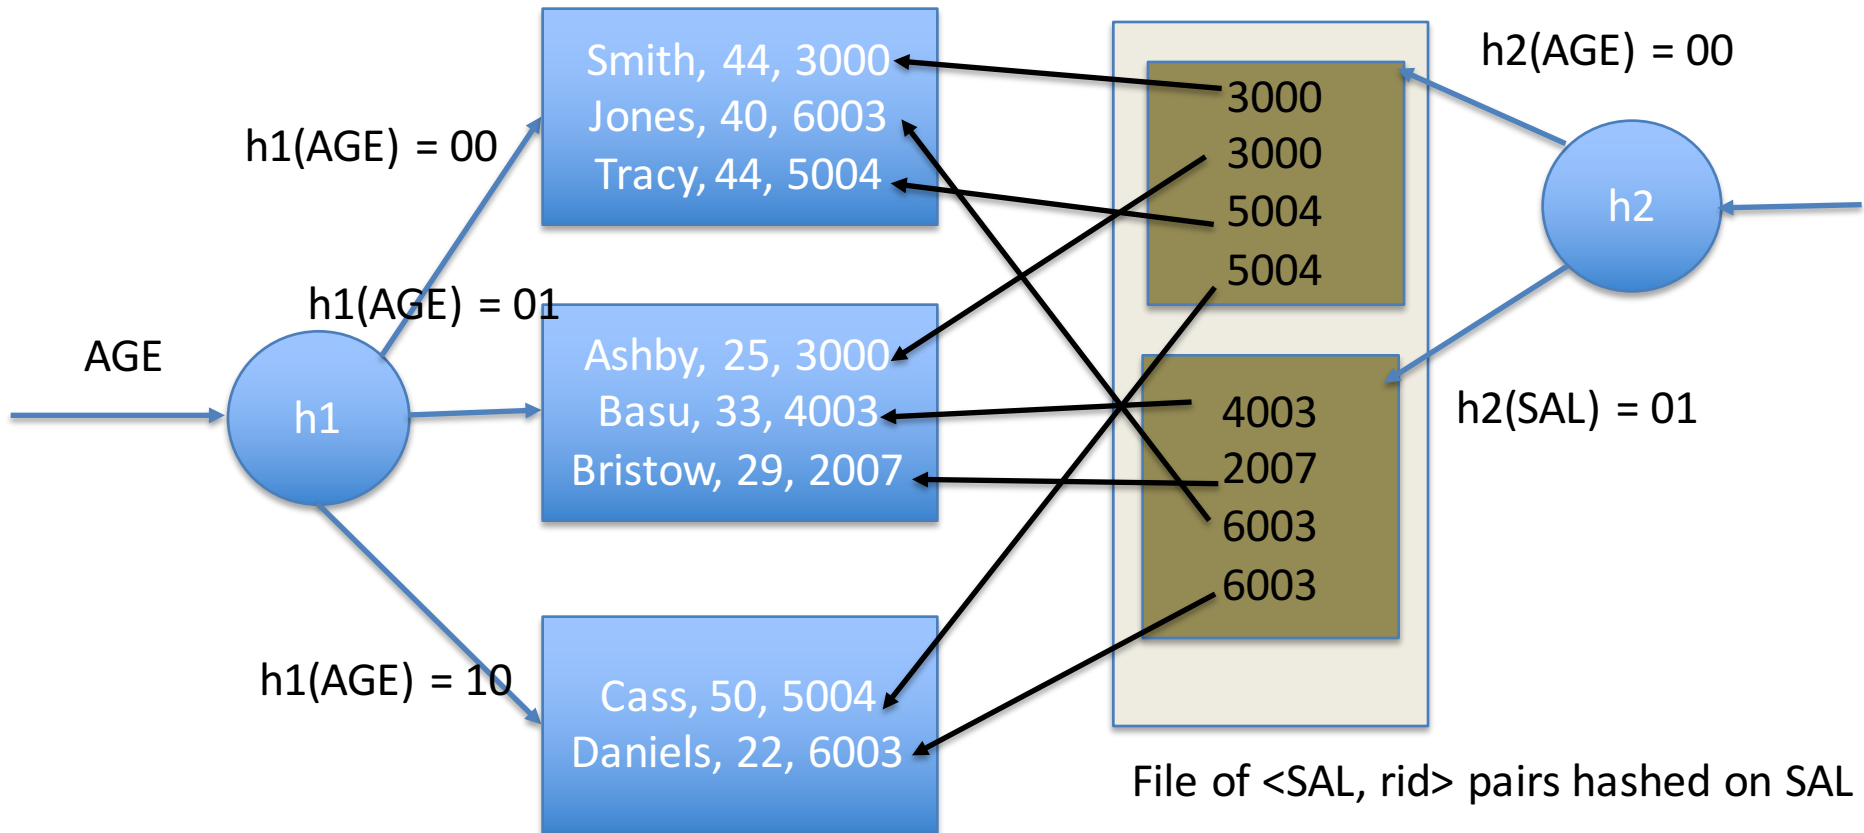 AGE
h1
h1(AGE) = 00
h1(AGE) = 01
h1(AGE) = 10
Smith, 44, 3000
Jones, 40, 6003
Tracy, 44, 5004
Ashby, 25, 3000
Basu, 33, 4003
Bristow, 29, 2007
Cass, 50, 5004
Daniels, 22, 6003
3000
3000
5004
5004
4003
2007
6003
6003
h2(AGE) = 00
h2
h2(SAL) = 01
File of <SAL, rid> pairs hashed on SAL